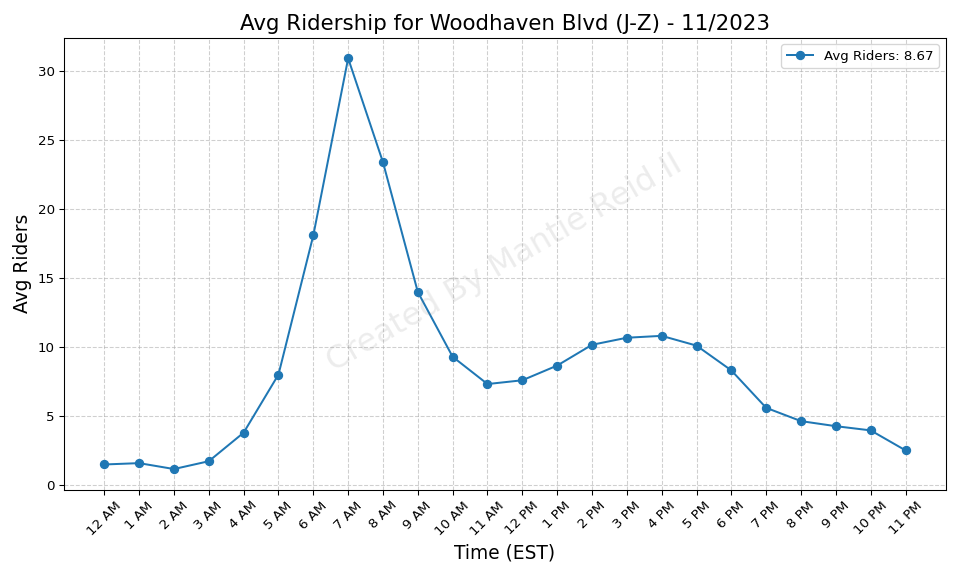 Avg Ridership for Woodhaven Blvd (J-Z) - 11/2023
Avg Riders: 8.67
30
25
20
15
10
5
0
Avg Riders
Created By Mantie Reid II
12 AM
1 AM
2 AM
3 AM
4 AM
5 AM
6 AM
7 AM
8 AM
9 AM
10 AM
11 AM
12 PM
1 PM
2 PM
3 PM
4 PM
5 PM
6 PM
7 PM
8 PM
9 PM
10 PM
11 PM
Time (EST)